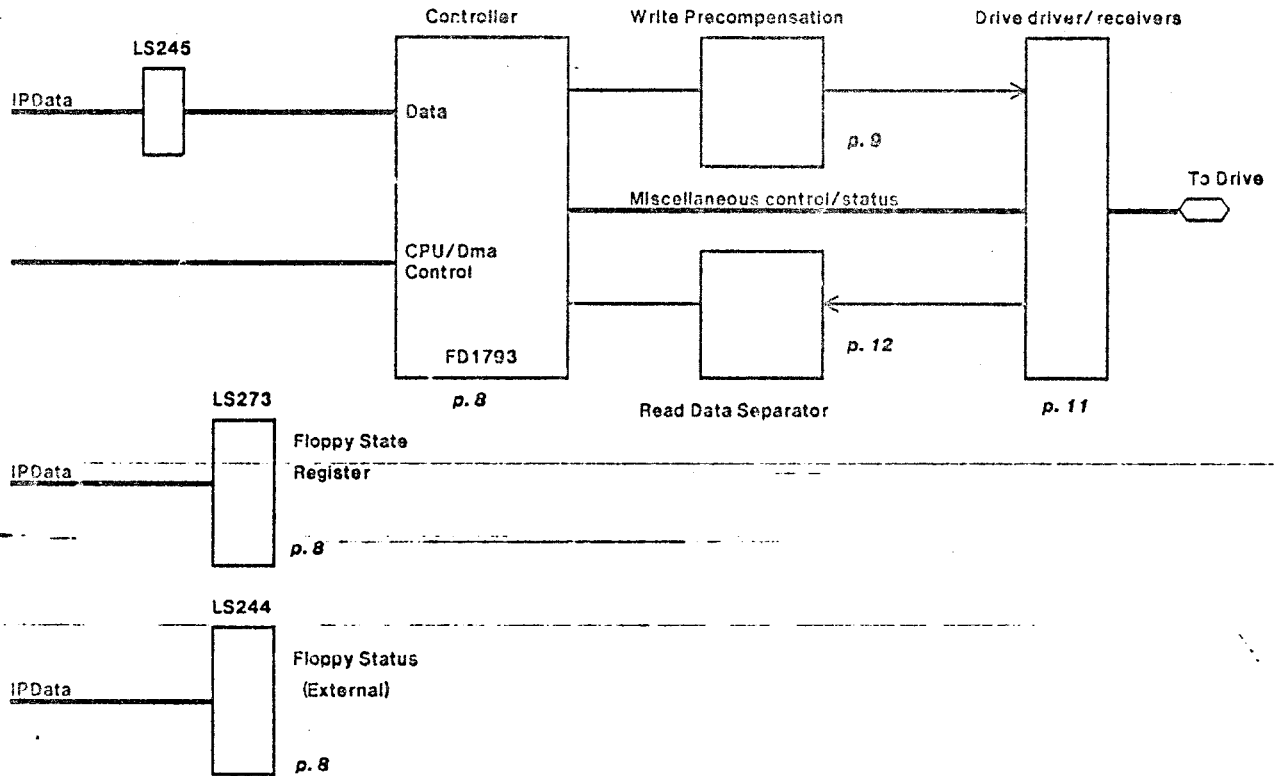 Controller
Write Precompensation
Drive driver/receivers
LS245
IPData
Data
p. 9
To Drive
Miscellaneous control/status
CPU/Dma
Control
FD1793
p. 12
LS273
p. 8
Read Data Separator
p. 11
Floppy State
Register
IPData
p. 8
LS244
Floppy Status
(External)
IPData
p. 8